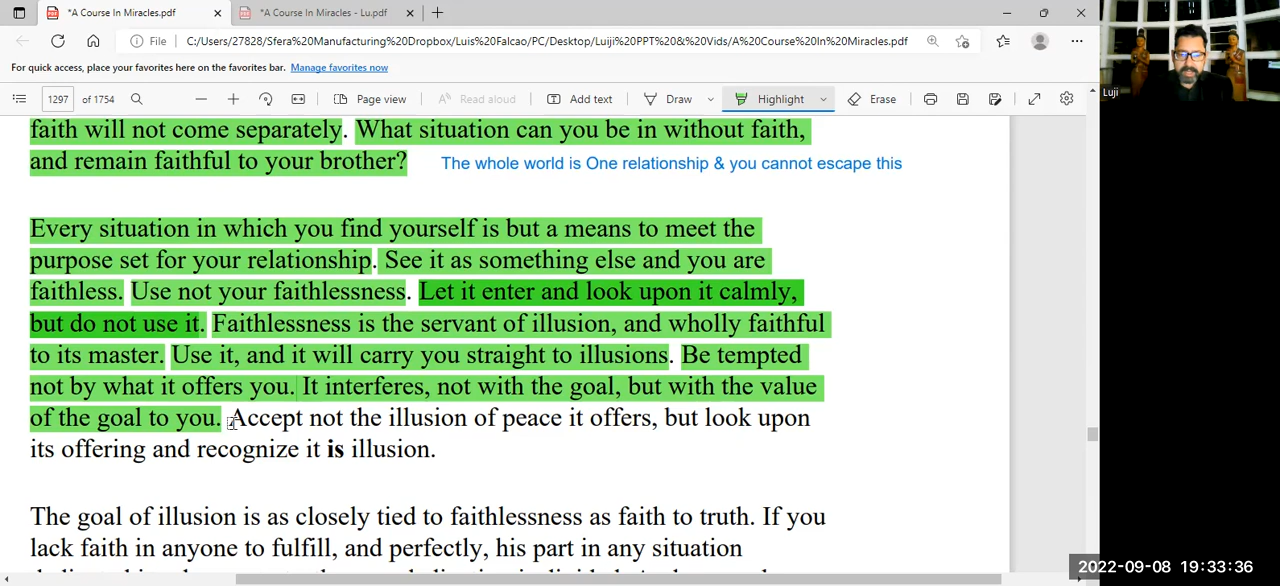 *A Course In Miracles.pdf
*A Course In Miracles - Lu.pdf
File C:/Users/27828/Sfera%20Manufacturing%20Dropbox/Luis%20Falcao/PC/Desktop/Luiji%20PPT%20&%20Vids/A%20Course%20In%20Miracles.pdf
For quick access, place your favorites here on the favorites bar. Manage favorites now
1297 of 1754 Page view Read aloud Add text Draw Highlight Erase
Luji
faith will not come separately. What situation can you be in without faith,
and remain faithful to your brother? The whole world is One relationship & you cannot escape this
Every situation in which you find yourself is but a means to meet the
purpose set for your relationship. See it as something else and you are
faithless. Use not your faithlessness. Let it enter and look upon it calmly,
but do not use it. Faithlessness is the servant of illusion, and wholly faithful
to its master. Use it, and it will carry you straight to illusions. Be tempted
not by what it offers you. It interferes, not with the goal, but with the value
of the goal to you. Accept not the illusion of peace it offers, but look upon
its offering and recognize it is illusion.
The goal of illusion is as closely tied to faithlessness as faith to truth. If you
lack faith in anyone to fulfill, and perfectly, his part in any situation
2022-09-08 19:33:36